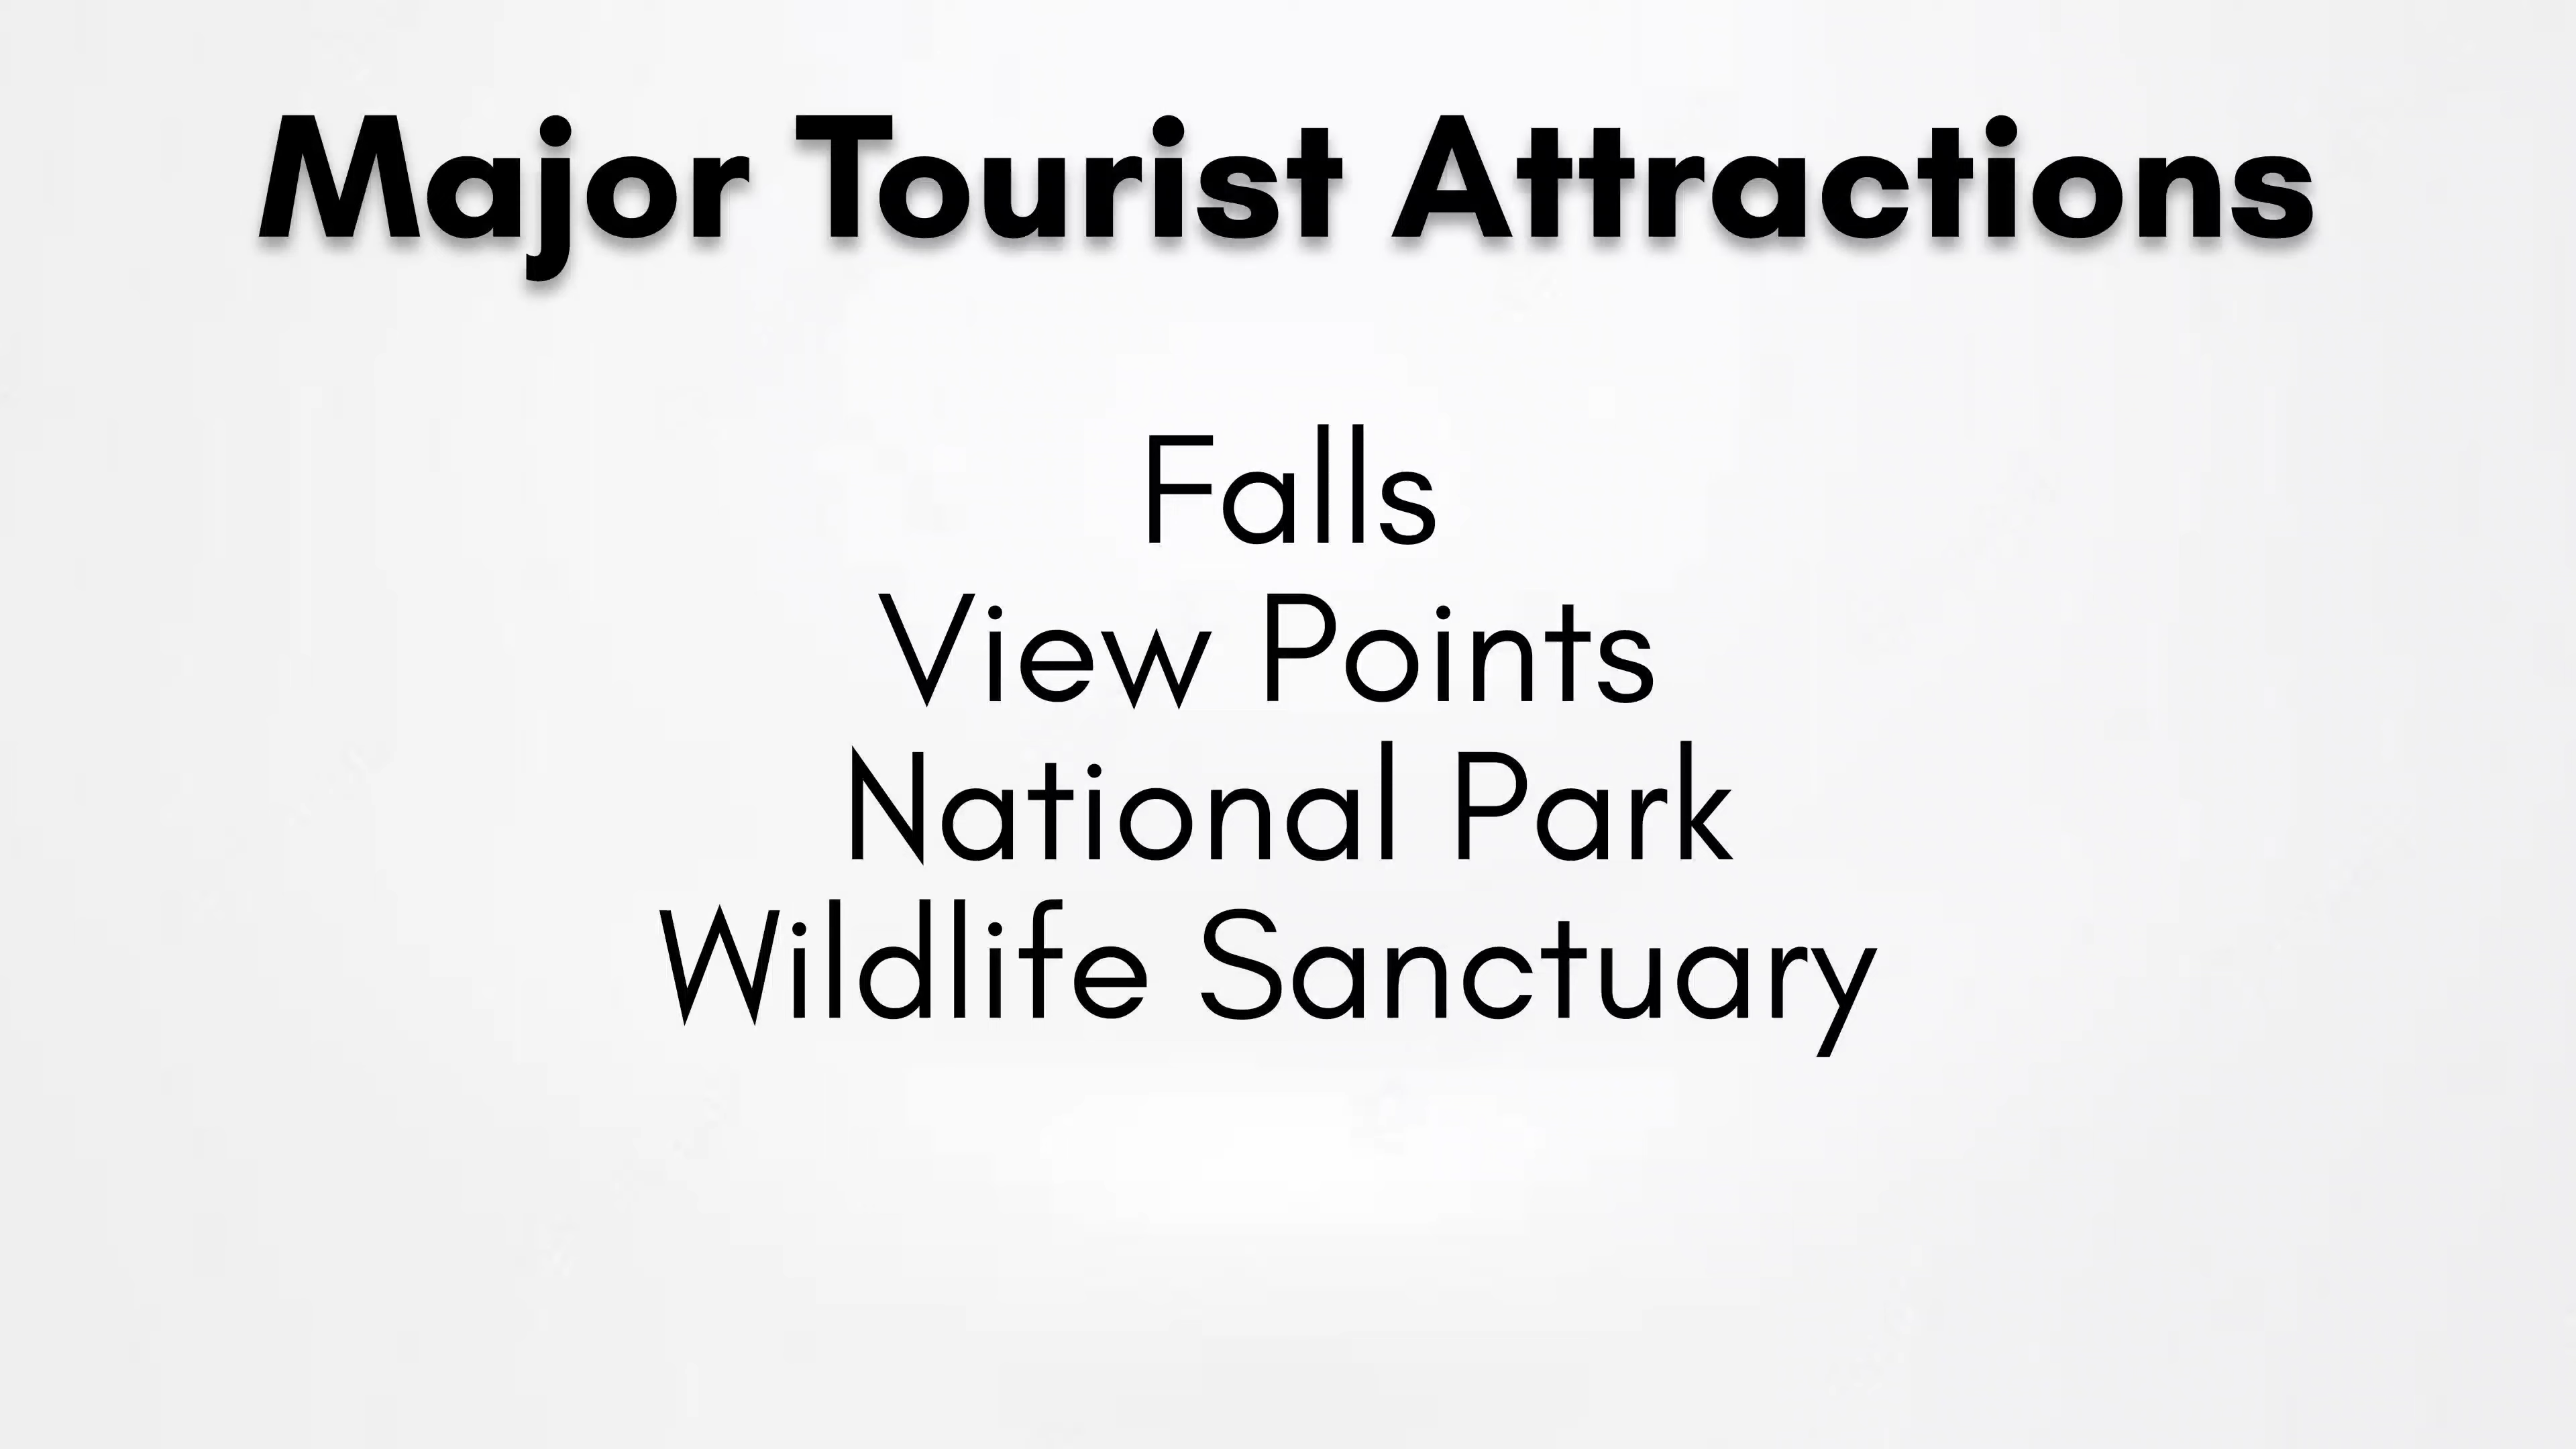 Major Tourist Attractions
Falls
View Points
National Park
Wildlife Sanctuary